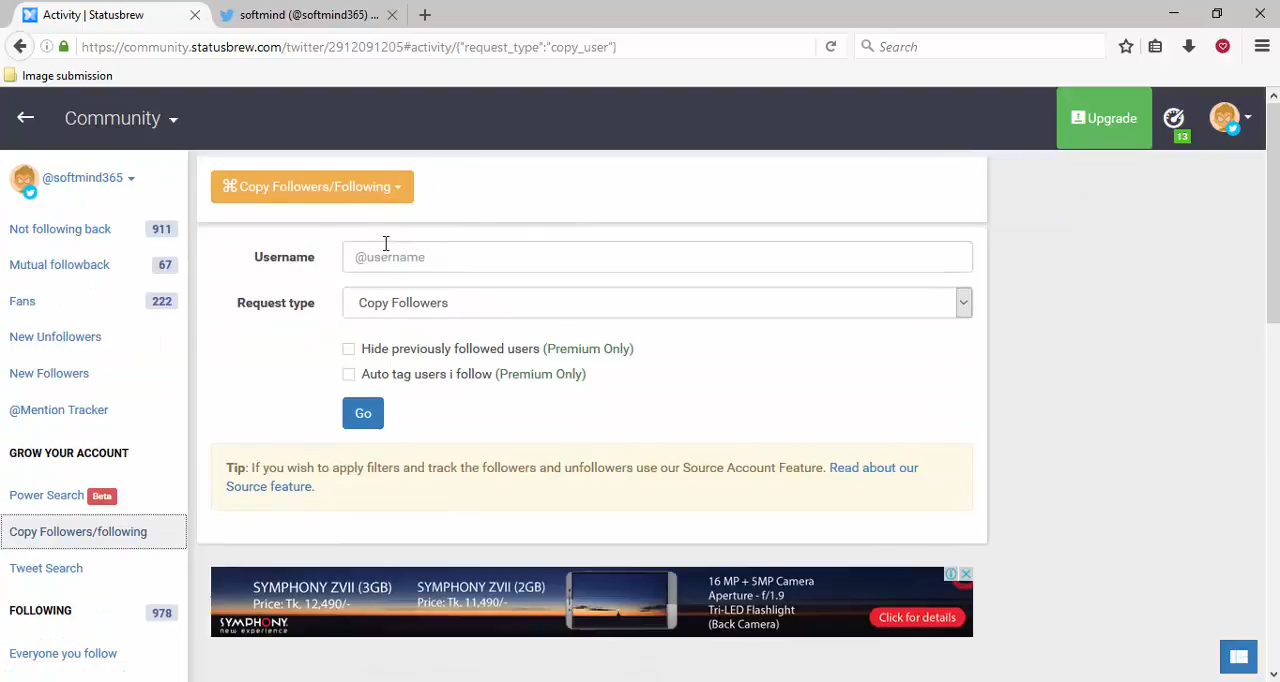 Activity | Statusbrew
softmind (@softmind365) ...
https://community.statusbrew.com/twitter/2912091205#activity/{"request_type":"copy_user"}
Search
Image submission
Community
Upgrade
13
@softmind365
Not following back 911
Mutual followback 67
Fans 222
New Unfollowers
New Followers
@Mention Tracker
GROW YOUR ACCOUNT
Power Search Beta
Copy Followers/following
Tweet Search
FOLLOWING 978
Everyone you follow
Copy Followers/Following
Username @username
Request type Copy Followers
Hide previously followed users (Premium Only)
Auto tag users i follow (Premium Only)
Go
Tip: If you wish to apply filters and track the followers and unfollowers use our Source Account Feature. Read about our
Source feature.
SYMPHONY ZVII (3GB) SYMPHONY ZVII (2GB)
Price: Tk. 12,490/- Price: Tk. 11,490/-
SYMPHONY
new experience
16 MP + 5MP Camera
Aperture - f/1.9
Tri-LED Flashlight
(Back Camera)
Click for details